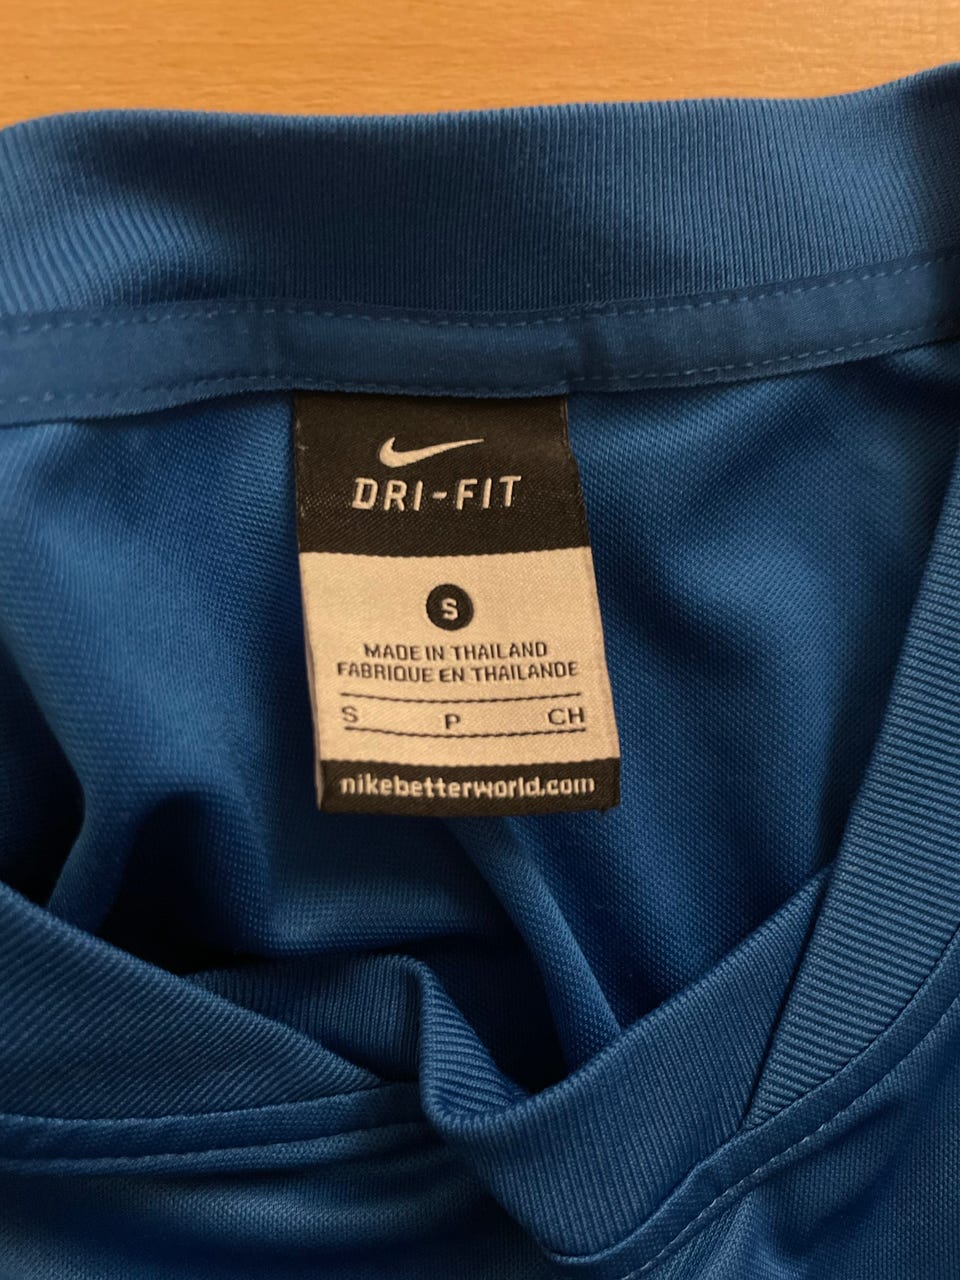 DRI-FIT
S
MADE IN THAILAND
FABRIQUE EN THAILANDE
S P CH
nikebetterworld.com